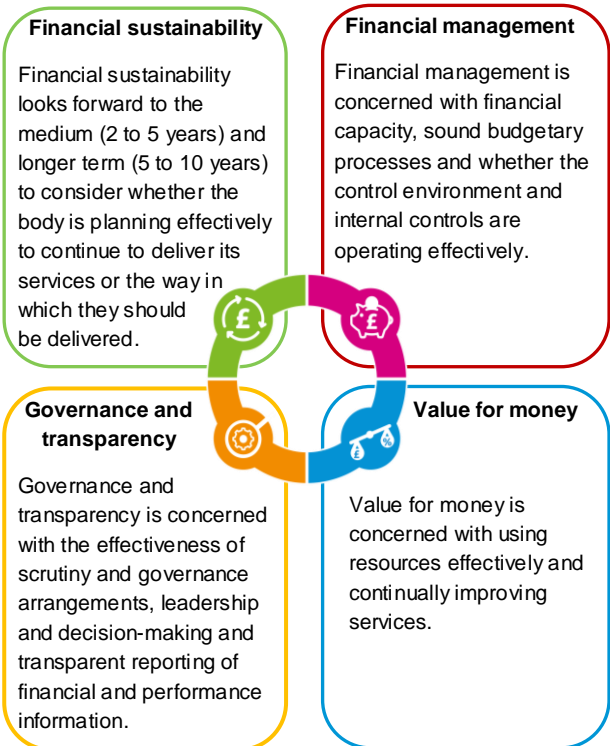 Financial sustainability
Financial sustainability
looks forward to the
medium (2 to 5 years) and
longer term (5 to 10 years)
to consider whether the
body is planning effectively
to continue to deliver its
services or the way in
which they should
be delivered.
Financial management
Financial management is
concerned with financial
capacity, sound budgetary
processes and whether the
control environment and
internal controls are
operating effectively.
£
£
Governance and
transparency
Governance and
transparency is concerned
with the effectiveness of
scrutiny and governance
arrangements, leadership
and decision-making and
transparent reporting of
financial and performance
information.
Value for money
£ %
Value for money is
concerned with using
resources effectively and
continually improving
services.